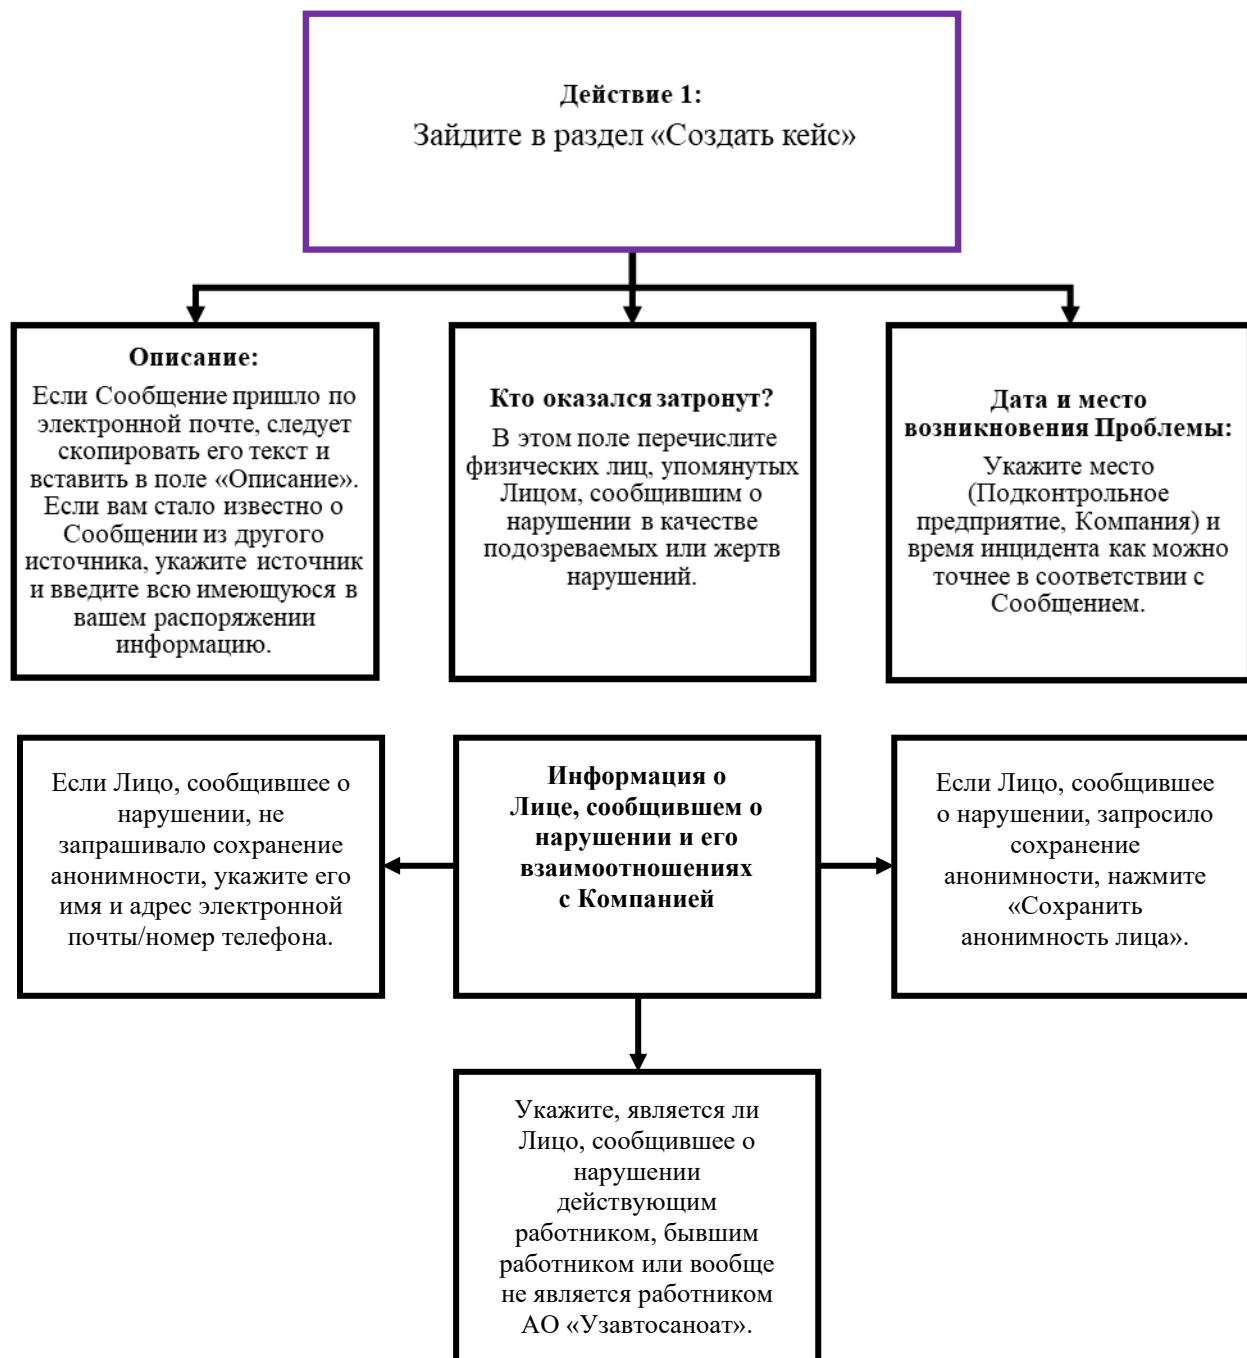 Действие 1:
Зайдите в раздел «Создать кейс»
Описание:
Если Сообщение пришло по
электронной почте, следует
скопировать его текст и
вставить в поле «Описание».
Если вам стало известно о
Сообщении из другого
источника, укажите источник
и введите всю имеющуюся в
вашем распоряжении
информацию.
Кто оказался затронут?
В этом поле перечислите
физических лиц, упомянутых
Лицом, сообщившим о
нарушении в качестве
подозреваемых или жертв
нарушений.
Дата и место
возникновения Проблемы:
Укажите место
(Подконтрольное
предприятие, Компания) и
время инцидента как можно
точнее в соответствии с
Сообщением.
Если Лицо, сообщившее о
нарушении, не
запрашивало сохранение
анонимности, укажите его
имя и адрес электронной
почты/номер телефона.
Информация о
Лице, сообщившем о
нарушении и его
взаимоотношениях
с Компанией
Если Лицо, сообщившее
о нарушении, запросило
сохранение
анонимности, нажмите
«Сохранить
анонимность лица».
Укажите, является ли
Лицо, сообщившее о
нарушении
действующим
работником, бывшим
работником или вообще
не является работником
АО «Узавтосаноат».